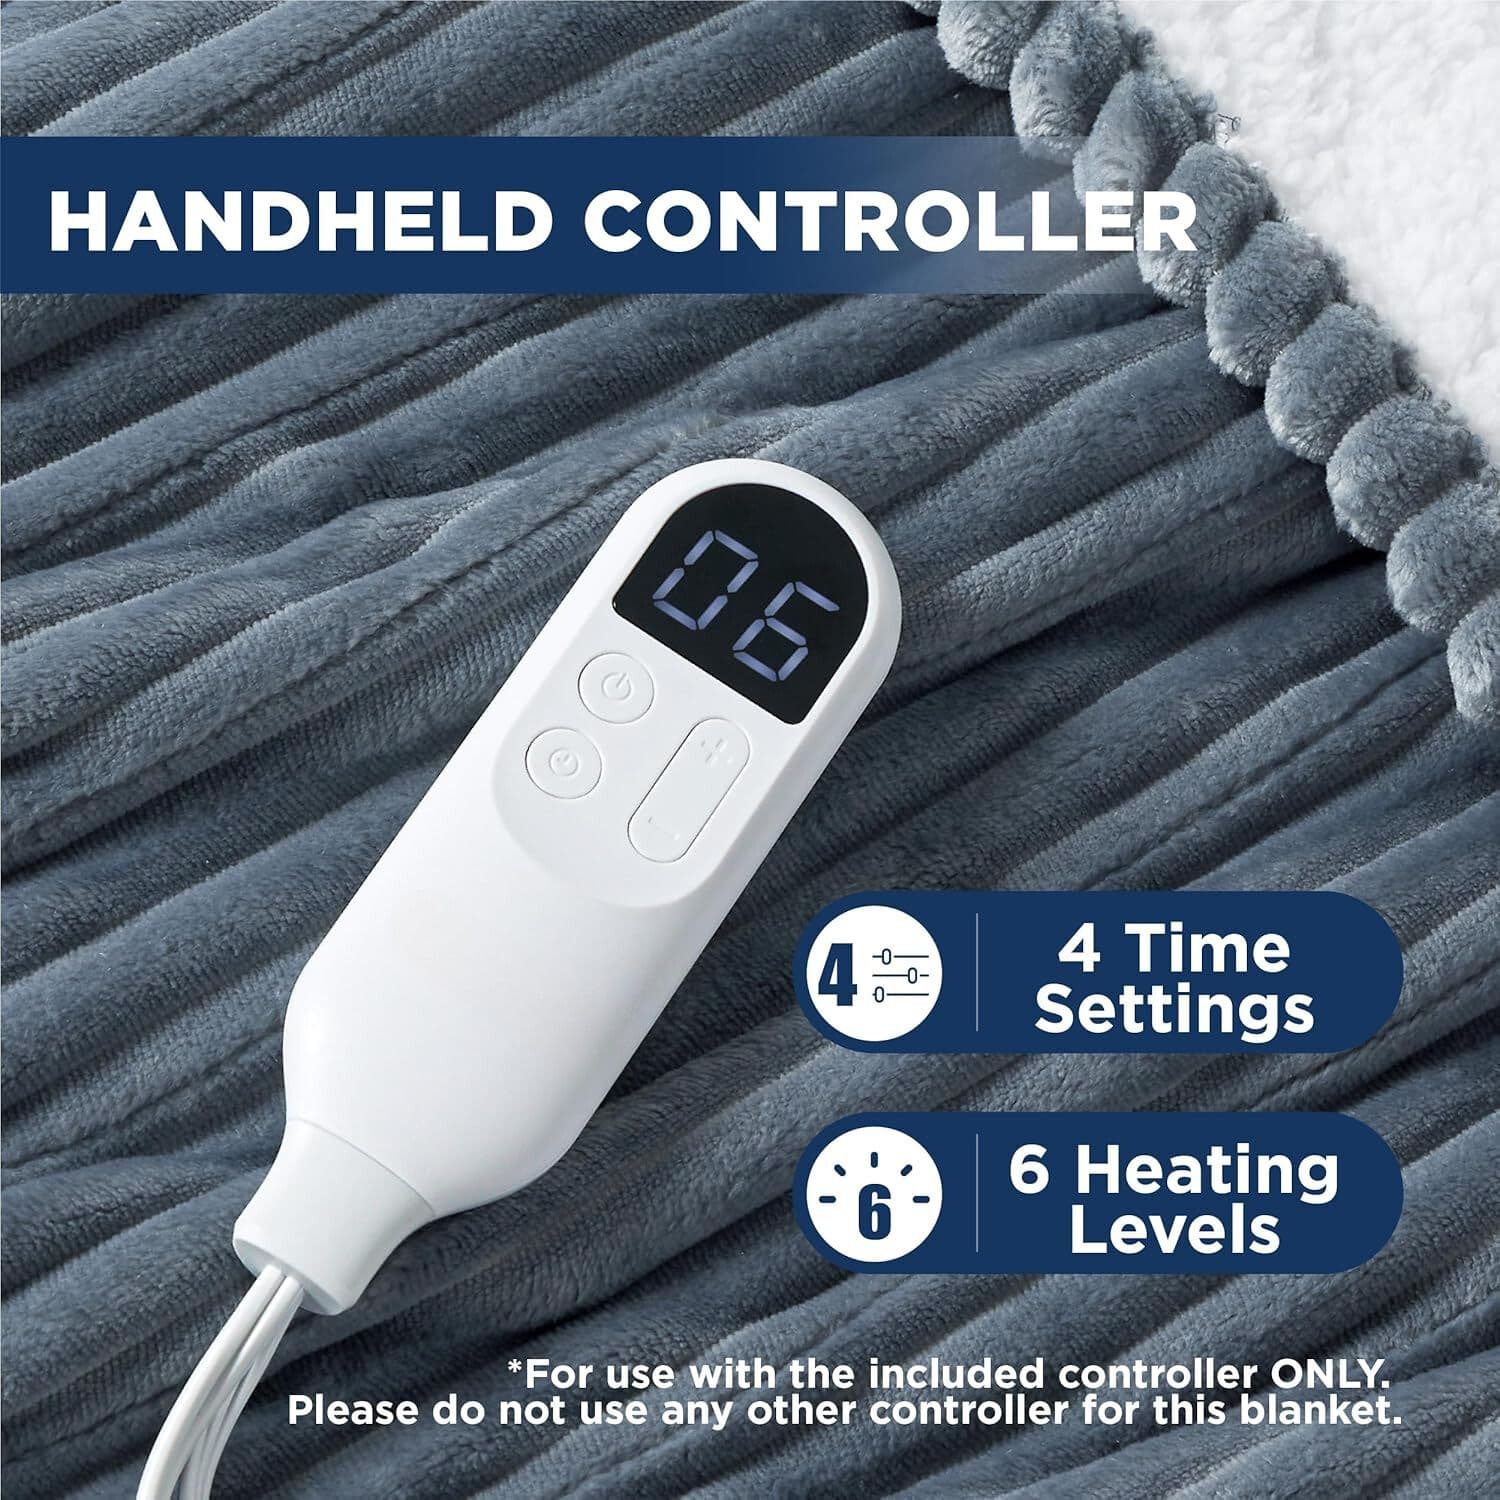 HANDHELD CONTROLLER
06
4
4 Time
Settings
6
6 Heating
Levels
*For use with the included controller ONLY.
Please do not use any other controller for this blanket.